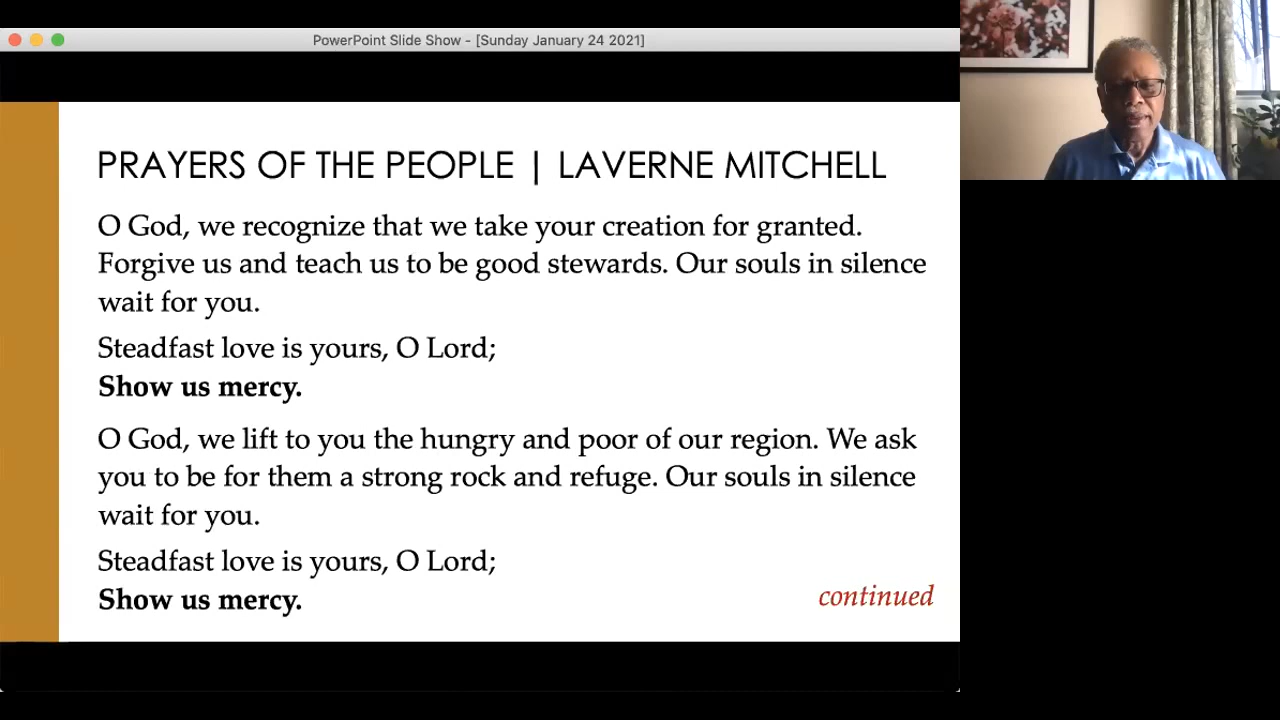 PowerPoint Slide Show - [Sunday January 24 2021]
PRAYERS OF THE PEOPLE | LAVERNE MITCHELL
O God, we recognize that we take your creation for granted.
Forgive us and teach us to be good stewards. Our souls in silence
wait for you.
Steadfast love is yours, O Lord;
Show us mercy.
O God, we lift to you the hungry and poor of our region. We ask
you to be for them a strong rock and refuge. Our souls in silence
wait for you.
Steadfast love is yours, O Lord;
Show us mercy.
continued